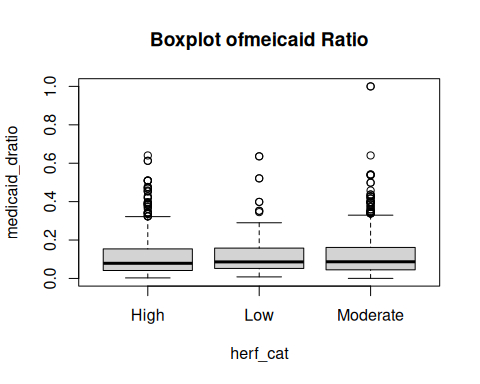 Boxplot ofmeicaid Ratio
medicaid_dratio
1.0
0.8
0.6
0.4
0.2
0.0
High Low Moderate
herf_cat